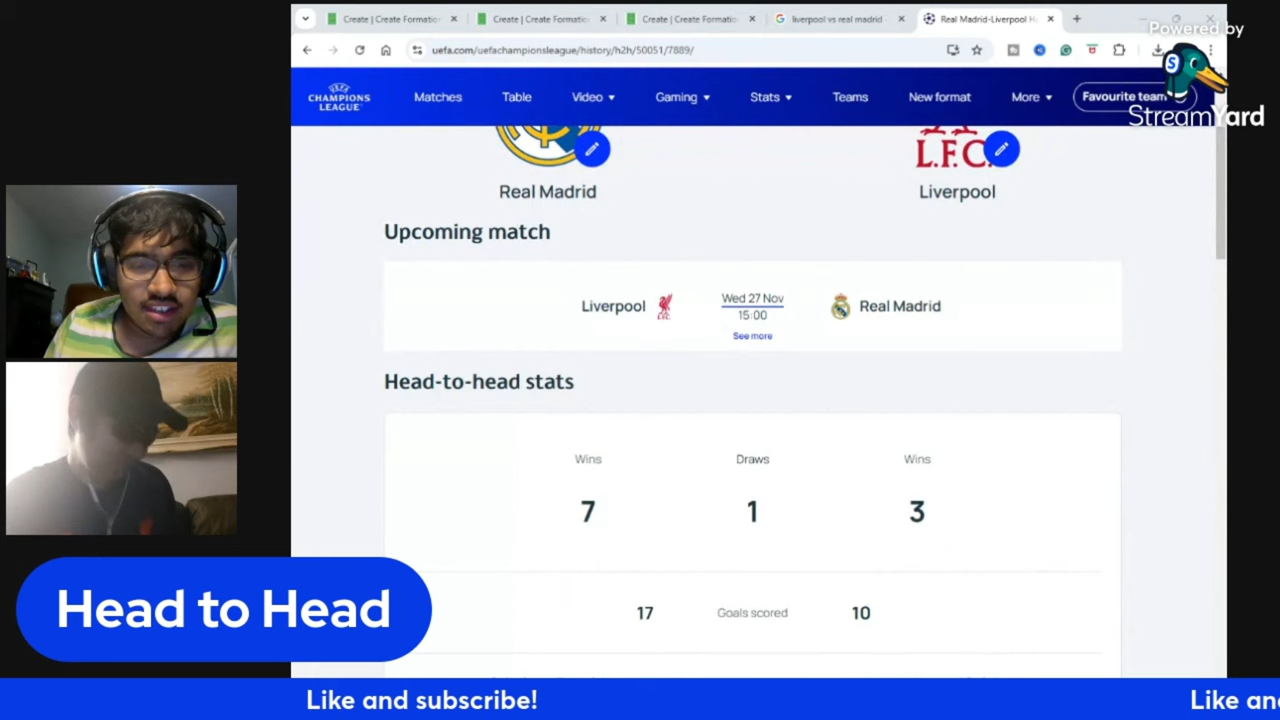 Create | Create Formatio
Create | Create Formatio
Create | Create Formatio
liverpool vs real madrid
Real Madrid-Liverpool H
uefa.com/uefachampionsleague/history/h2h/50051/7889/
Powered by
StreamYard
CHAMPIONS
LEAGUE
Matches
Table
Video
Gaming
Stats
Teams
New format
More
Favourite team
L.F.C.
Real Madrid
Liverpool
Upcoming match
Liverpool
Wed 27 Nov
15:00
See more
Real Madrid
Head-to-head stats
Wins
Draws
Wins
7
1
3
17
Goals scored
10
Head to Head
Like and subscribe!
Like an